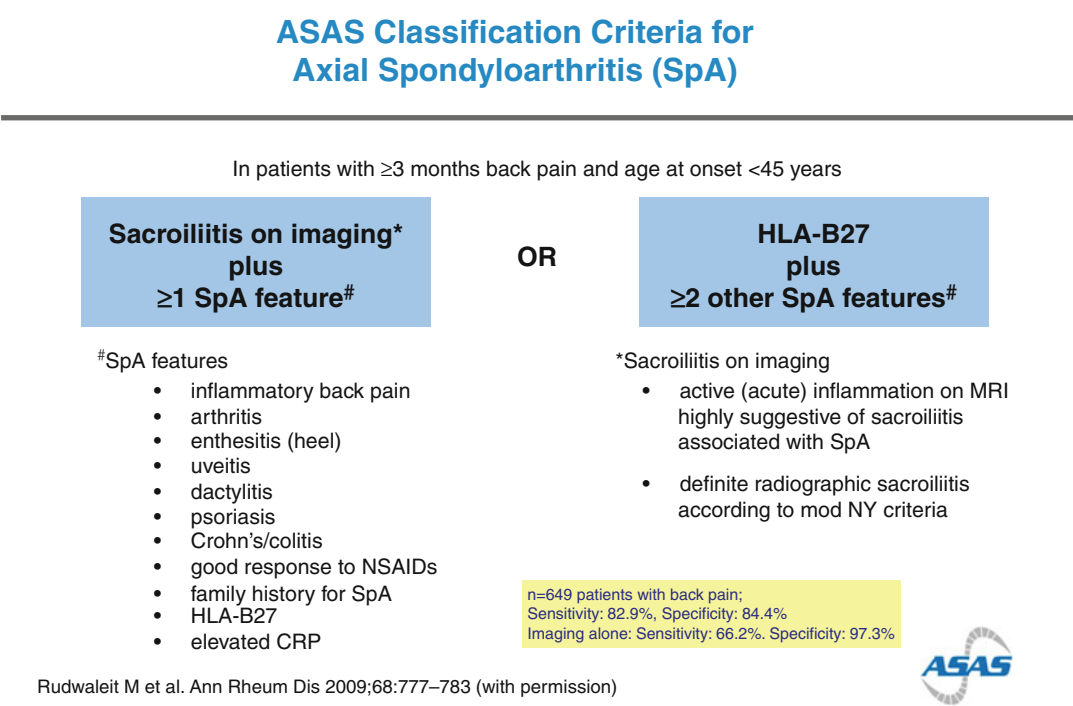 ASAS Classification Criteria for
Axial Spondyloarthritis (SpA)
In patients with ≥3 months back pain and age at onset <45 years
Sacroiliitis on imaging*
plus
≥1 SpA feature#
OR
HLA-B27
plus
≥2 other SpA features#
#SpA features
• inflammatory back pain
• arthritis
• enthesitis (heel)
• uveitis
• dactylitis
• psoriasis
• Crohn's/colitis
• good response to NSAIDs
• family history for SpA
• HLA-B27
• elevated CRP
*Sacroiliitis on imaging
• active (acute) inflammation on MRI
highly suggestive of sacroiliitis
associated with SpA
• definite radiographic sacroiliitis
according to mod NY criteria
n=649 patients with back pain;
Sensitivity: 82.9%, Specificity: 84.4%
Imaging alone: Sensitivity: 66.2%. Specificity: 97.3%
ASAS
Rudwaleit M et al. Ann Rheum Dis 2009;68:777–783 (with permission)